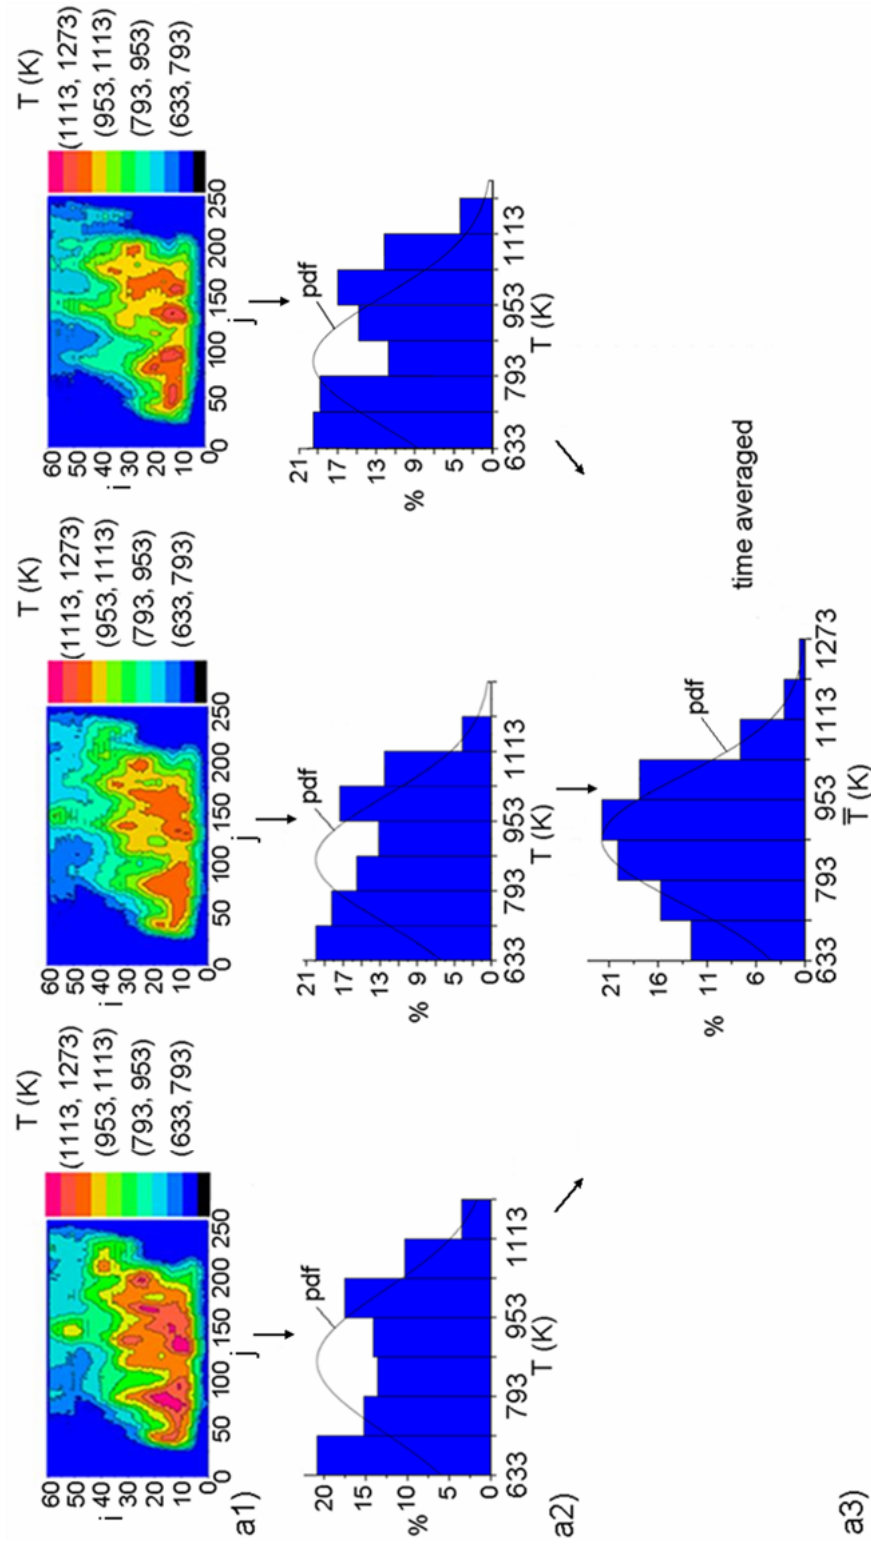 T (K)
(1113, 1273)
(953, 1113)
(793, 953)
(633, 793)
60
50
40
30
20
10
0
i
0 50 100 150 200 250
j
T (K)
(1113, 1273)
(953, 1113)
(793, 953)
(633, 793)
60
50
40
30
20
10
0
i
0 50 100 150 200 250
j
T (K)
(1113, 1273)
(953, 1113)
(793, 953)
(633, 793)
60
50
40
30
20
10
0
i
0 50 100 150 200 250
j
a1)
pdf
20
15
10
5
0
%
633 793 953 1113
T (K)
pdf
21
17
13
9
5
0
%
633 793 953 1113
T (K)
pdf
21
17
13
9
5
0
%
633 793 953 1113
T (K)
a2)
pdf
time averaged
21
16
11
6
0
%
633 793 953 1113 1273
T̿ (K)
a3)